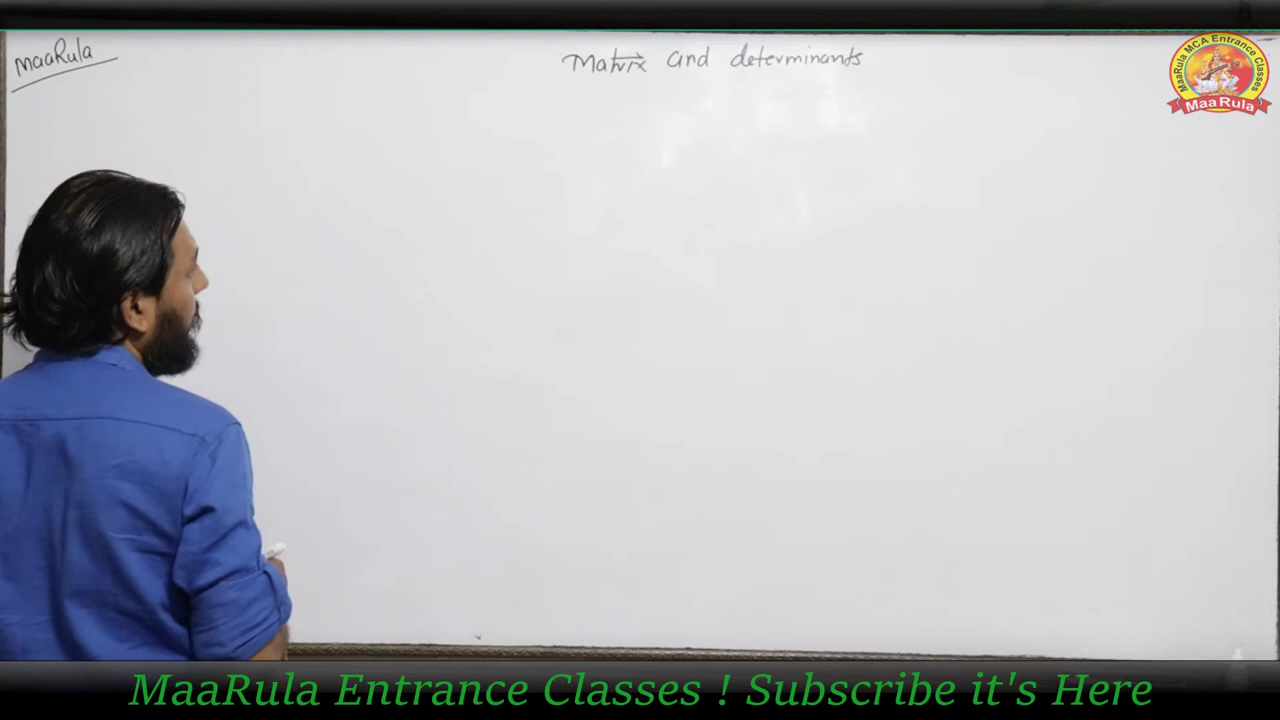 maaRula
Matrix and determinants
MaaRula MCA Entrance Classes
MaaRula
MaaRula Entrance Classes ! Subscribe it's Here